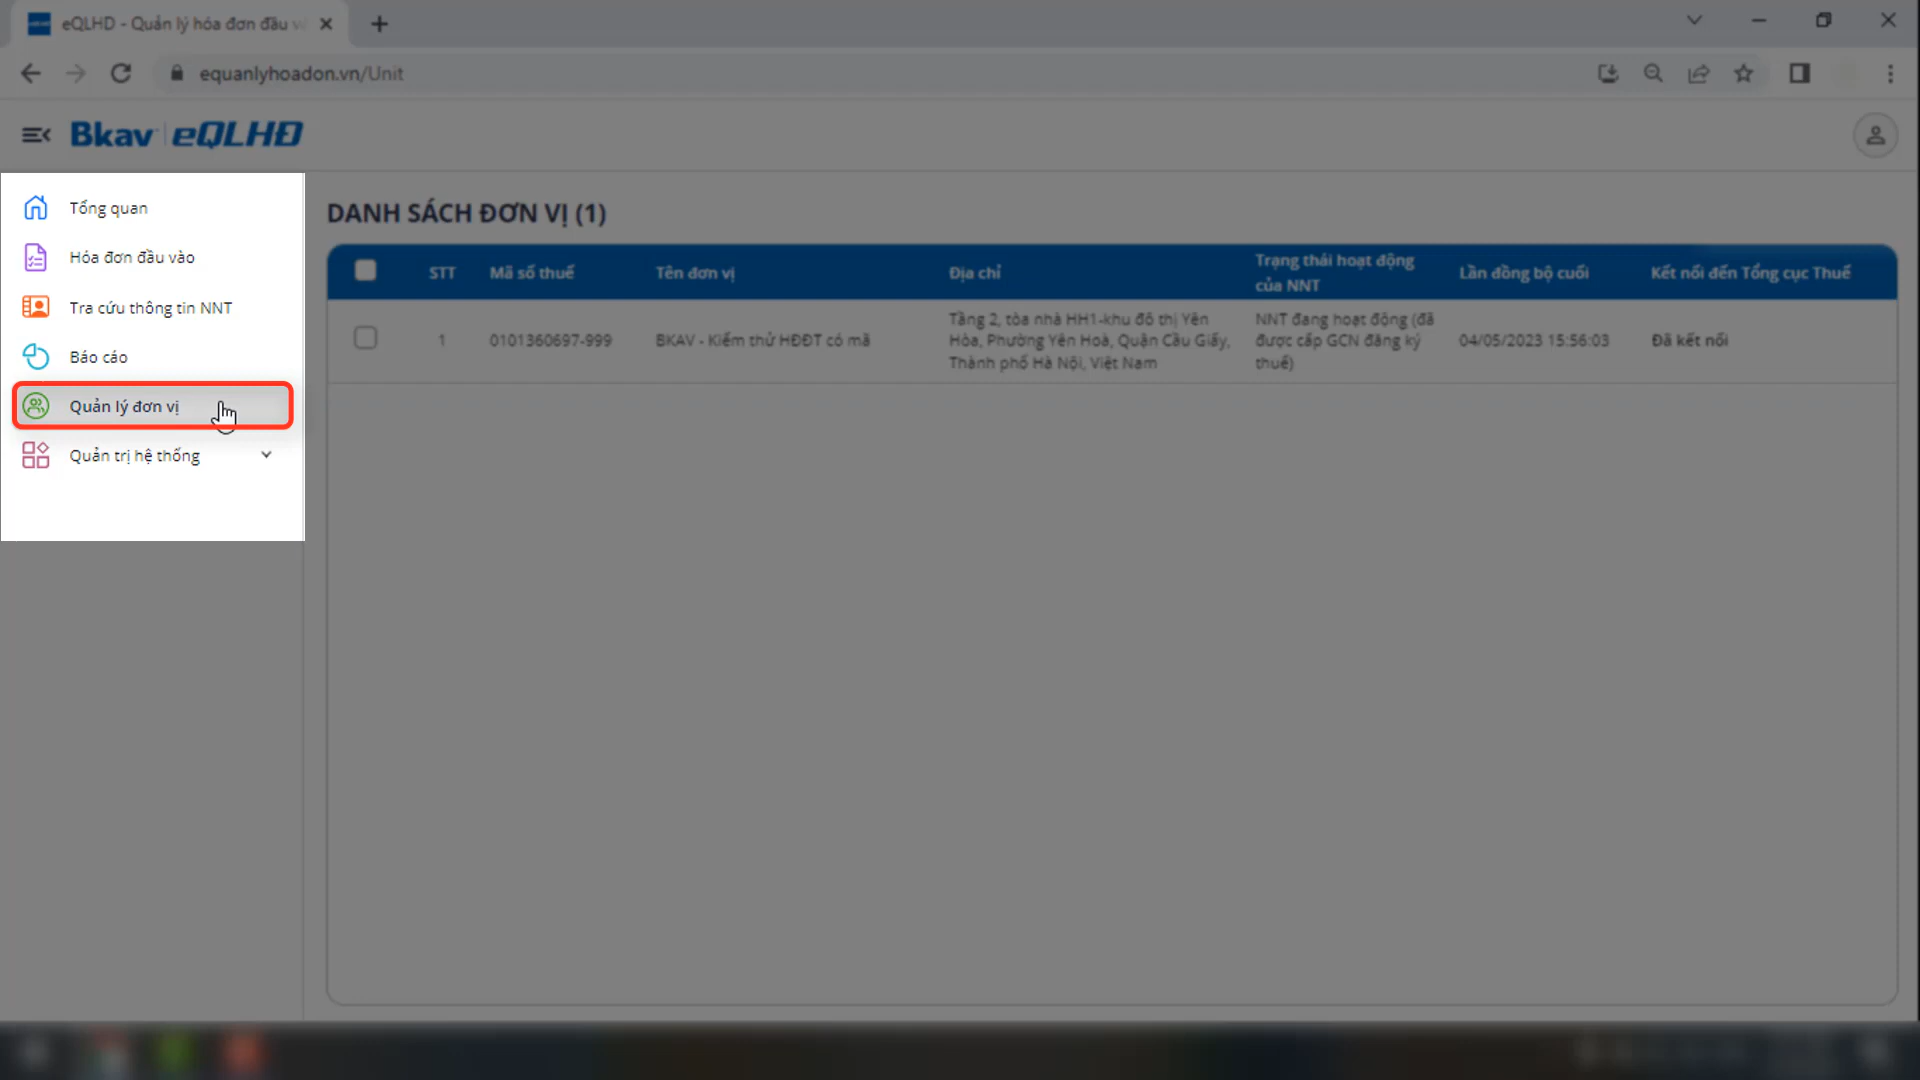 eQLHD - Quản lý hóa đơn đầu v
equanlyhoadon.vn/Unit
Bkav eQLHĐ
Tổng quan
Hóa đơn đầu vào
Tra cứu thông tin NNT
Báo cáo
Quản lý đơn vị
Quản trị hệ thống
DANH SÁCH ĐƠN VỊ (1)
STT Mã số thuế Tên đơn vị Địa chỉ Trạng thái hoạt động của NNT Lần đồng bộ cuối Kết nối đến Tổng cục Thuế
1 0101360697-999 BKAV - Kiểm thử HĐĐT có mã
Tầng 2, tòa nhà HH1-khu đô thị Yên
Hòa, Phường Yên Hoà, Quận Cầu Giấy,
Thành phố Hà Nội, Việt Nam
NNT đang hoạt động (đã
được cấp GCN đăng ký
thuế)
04/05/2023 15:56:03
Đã kết nối